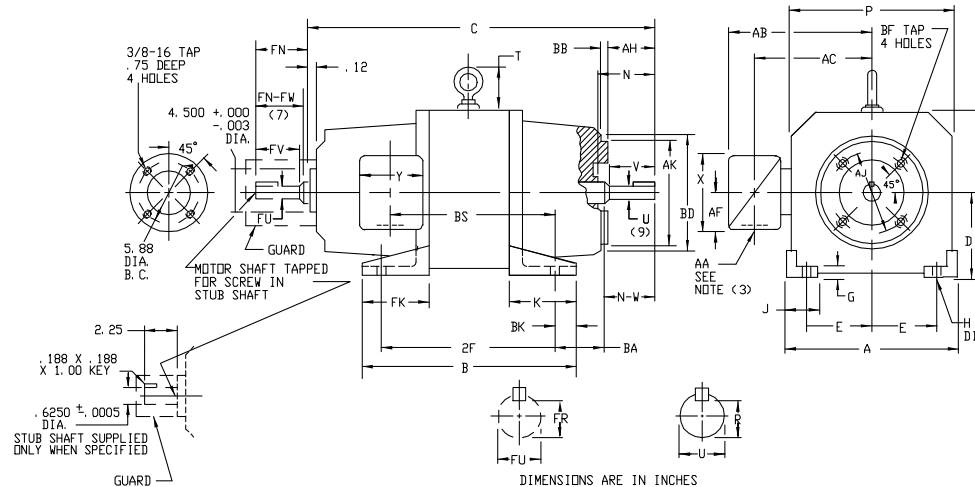 C
P
AB
BF TAP
4 HOLES
AC
3/8-16 TAP
.75 DEEP
4 HOLES
FN
.12
T
BB
AH
N
FN-FW
(7)
4.500 +.000
-.003
DIA.
FV
45°
Y
V
AK
BD
X
AF
AJ
45°
D
FU
BS
U
(9)
5.88
DIA.
B.C.
GUARD
MOTOR SHAFT TAPPED
FOR SCREW IN
STUB SHAFT
AA
SEE
NOTE (3)
N-W
G
FK
K
J
H
BK
E
E
2.25
2F
BA
A
B
.188 X .188
X 1.00 KEY
.6250 ±.0005
DIA.
STUB SHAFT SUPPLIED
ONLY WHEN SPECIFIED
GUARD
FR
R
FU
U
DIMENSIONS ARE IN INCHES